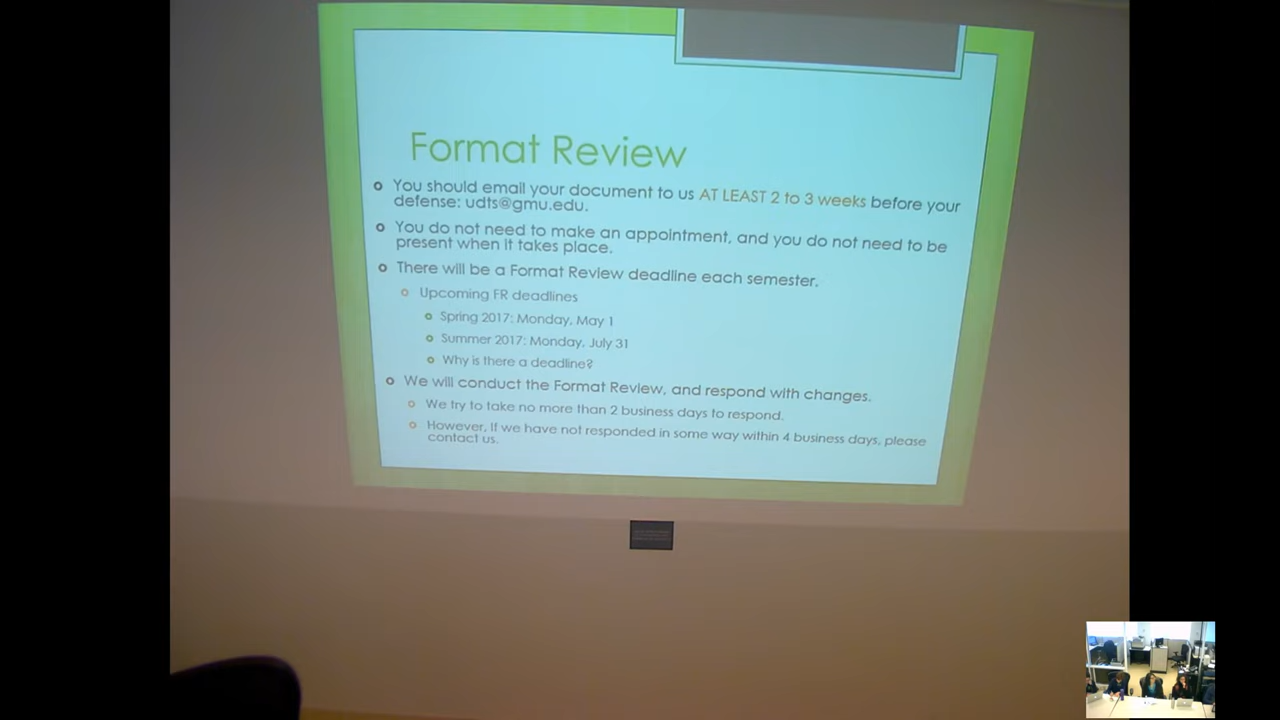 Format Review
You should email your document to us AT LEAST 2 to 3 weeks before your
defense: udts@gmu.edu.
You do not need to make an appointment, and you do not need to be
present when it takes place.
There will be a Format Review deadline each semester.
Upcoming FR deadlines
Spring 2017: Monday, May 1
Summer 2017: Monday, July 31
Why is there a deadline?
We will conduct the Format Review, and respond with changes.
We try to take no more than 2 business days to respond.
However, If we have not responded in some way within 4 business days, please
contact us.